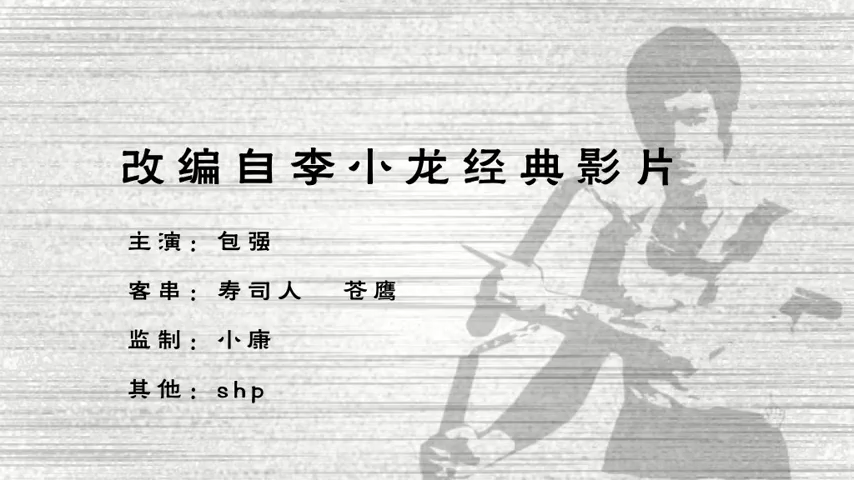 改编自李小龙经典影片
主演：包强
客串：寿司人 苍鹰
监制：小康
其他：shp